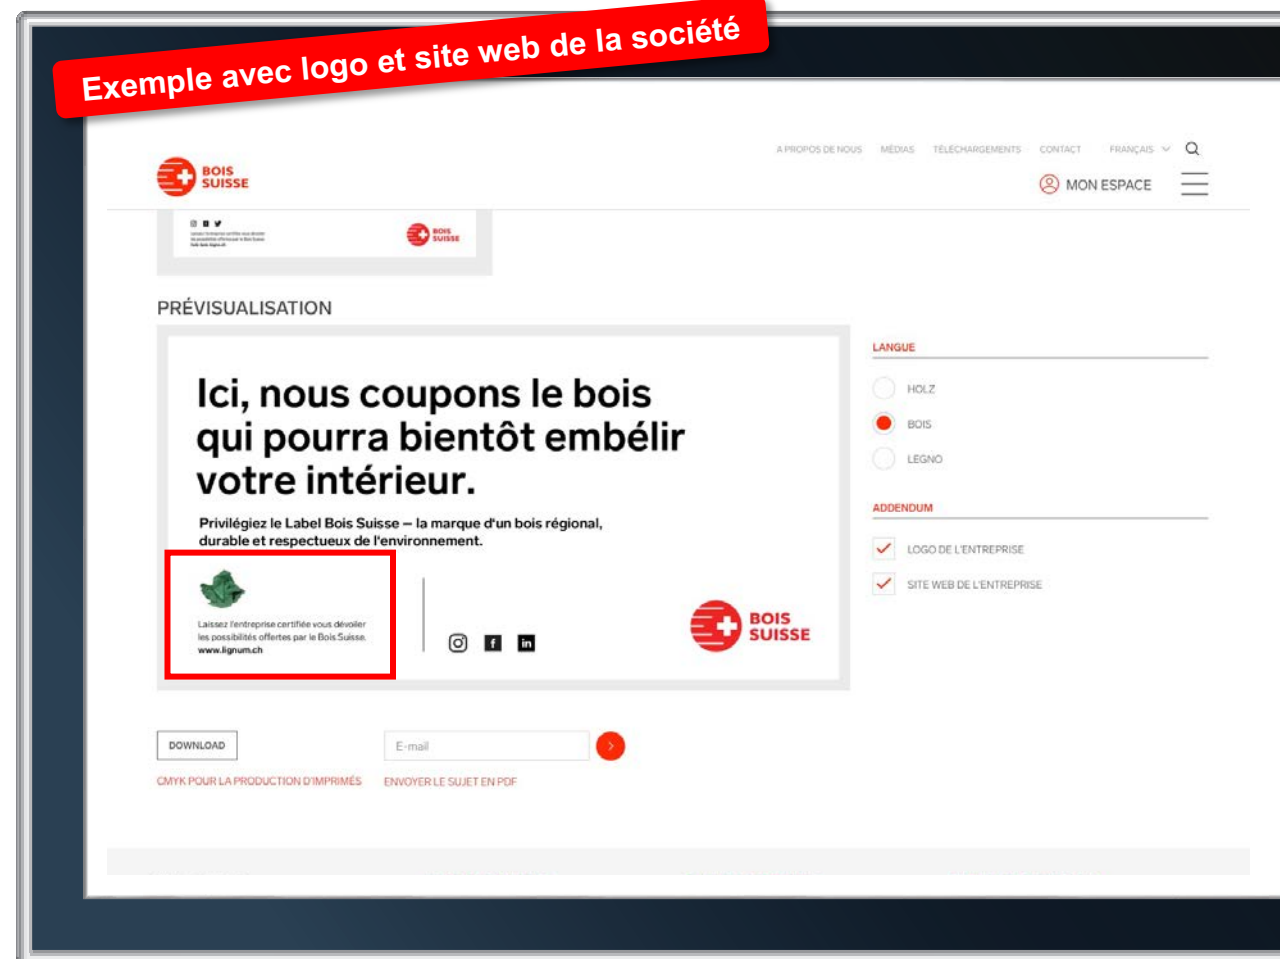 Exemple avec logo et site web de la société
A PROPOS DE NOUS MÉDIAS TÉLÉCHARGEMENTS CONTACT FRANÇAIS
BOIS
SUISSE
MON ESPACE
BOIS
SUISSE
PRÉVISUALISATION
Ici, nous coupons le bois
qui pourra bientôt embélir
votre intérieur.
Privilégiez le Label Bois Suisse – la marque d'un bois régional,
durable et respectueux de l'environnement.
Laissez l'entreprise certifiée vous dévoiler
les possibilités offertes par le Bois Suisse.
www.lignum.ch
BOIS
SUISSE
LANGUE
HOLZ
BOIS
LEGNO
ADDENDUM
LOGO DE L'ENTREPRISE
SITE WEB DE L'ENTREPRISE
DOWNLOAD
E-mail
CMYK POUR LA PRODUCTION D'IMPRIMÉS
ENVOYER LE SUJET EN PDF